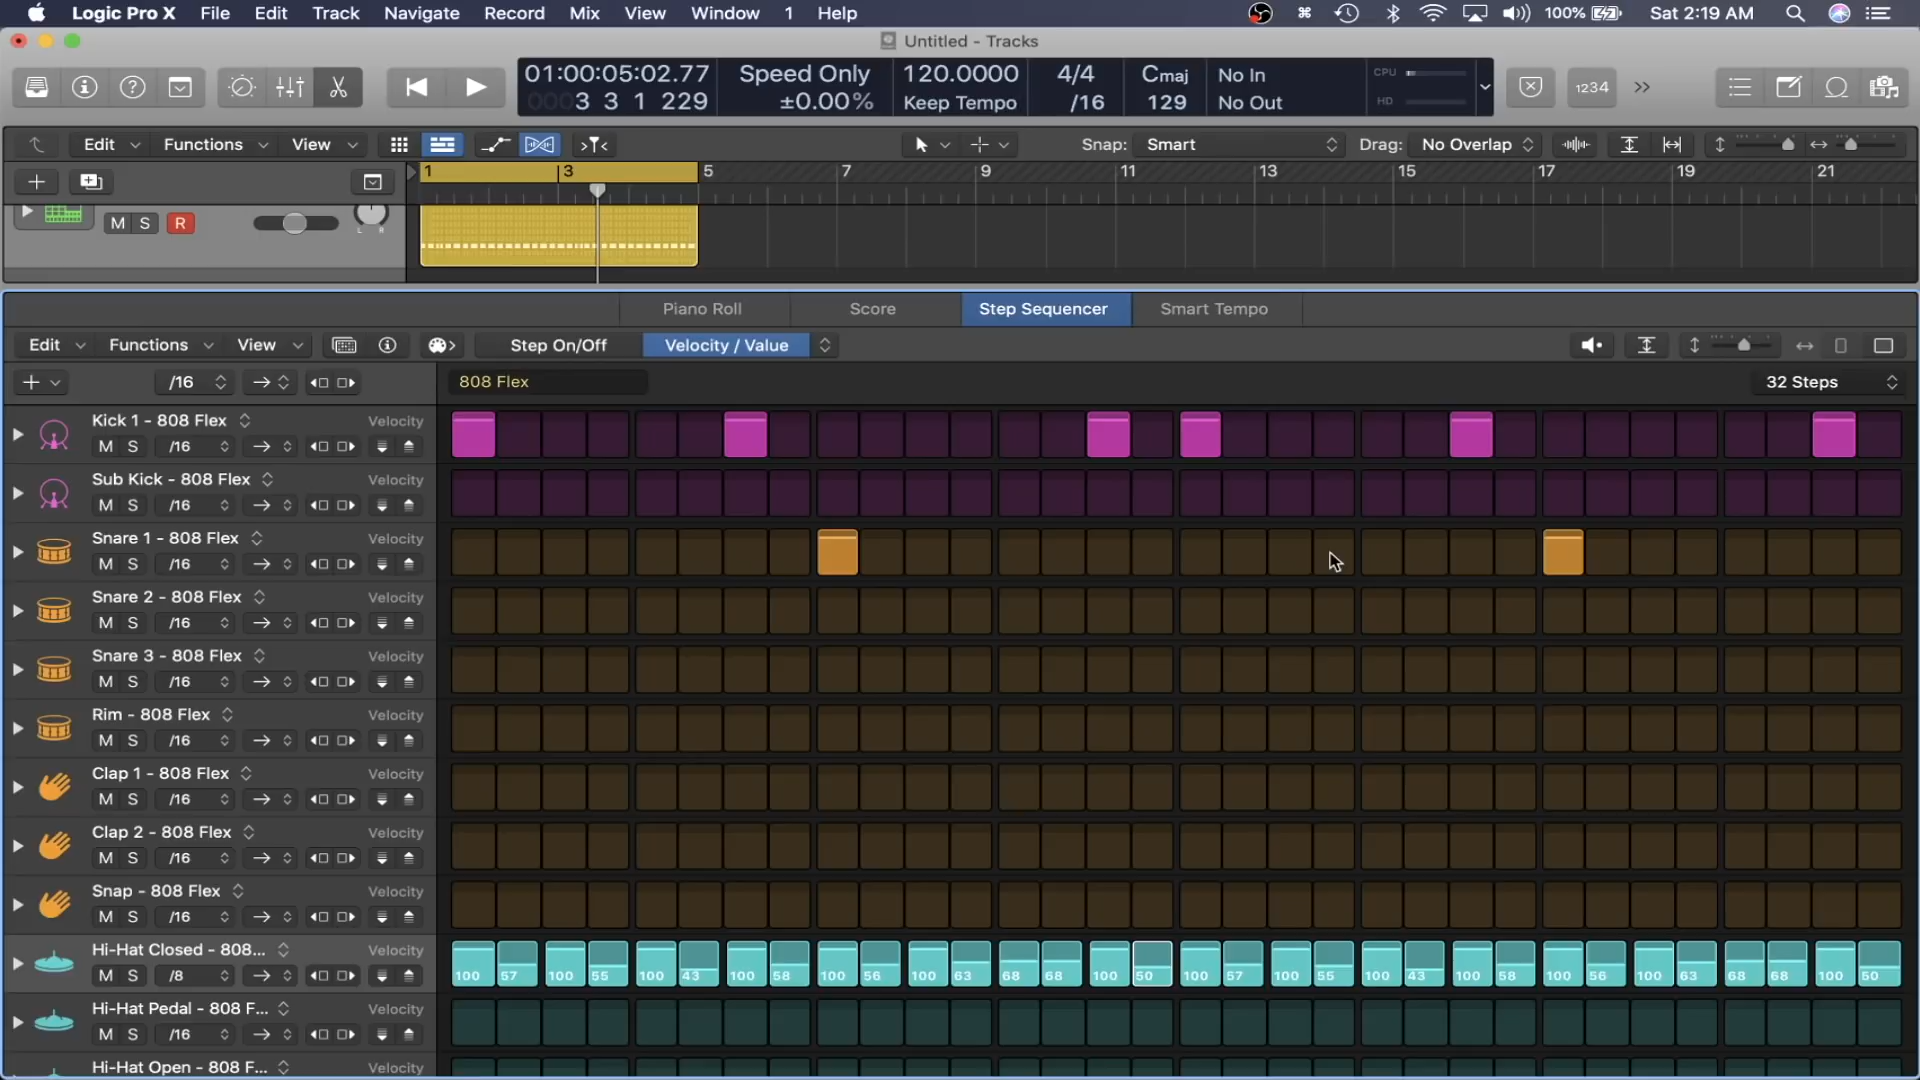 Logic Pro X File Edit Track Navigate Record Mix View Window 1 Help 100% Sat 2:19 AM
Untitled - Tracks
01:00:05:02.77 Speed Only 120.0000 4/4 Cmaj No In CPU
0003 3 1 229 ±0.00% Keep Tempo /16 129 No Out HD
1234
Edit Functions View Snap: Smart Drag: No Overlap
1 3 5 7 9 11 13 15 17 19 21
M S R L R
Piano Roll Score Step Sequencer Smart Tempo
Edit Functions View Step On/Off Velocity / Value
/16 808 Flex 32 Steps
Kick 1 - 808 Flex Velocity
M S /16
Sub Kick - 808 Flex Velocity
M S /16
Snare 1 - 808 Flex Velocity
M S /16
Snare 2 - 808 Flex Velocity
M S /16
Snare 3 - 808 Flex Velocity
M S /16
Rim - 808 Flex Velocity
M S /16
Clap 1 - 808 Flex Velocity
M S /16
Clap 2 - 808 Flex Velocity
M S /16
Snap - 808 Flex Velocity
M S /16
Hi-Hat Closed - 808... Velocity
M S /8 100 57 100 55 100 43 100 58 100 56 100 63 68 68 100 50 100 57 100 55 100 43 100 58 100 56 100 63 68 68 100 50
Hi-Hat Pedal - 808 F... Velocity
M S /16
Hi-Hat Open - 808 F... Velocity